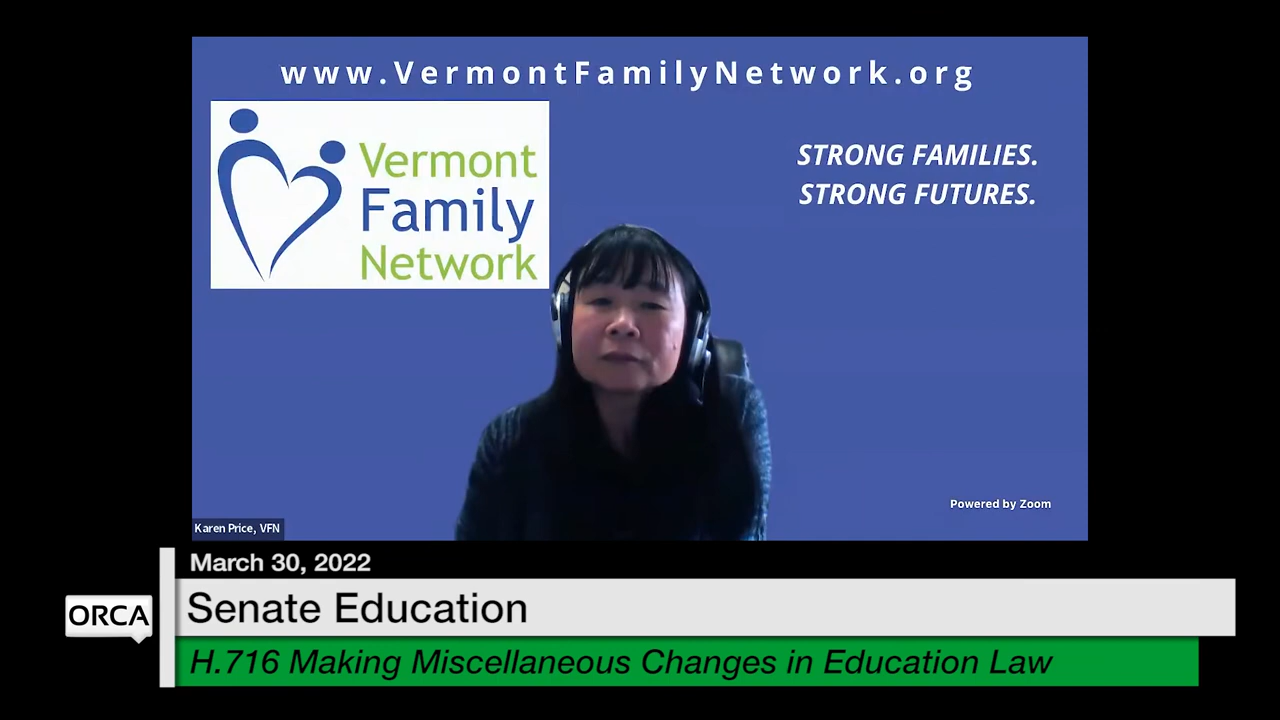 www.VermontFamilyNetwork.org
Vermont
Family
Network
STRONG FAMILIES.
STRONG FUTURES.
Powered by Zoom
Karen Price, VFN
March 30, 2022
ORCA
Senate Education
H.716 Making Miscellaneous Changes in Education Law